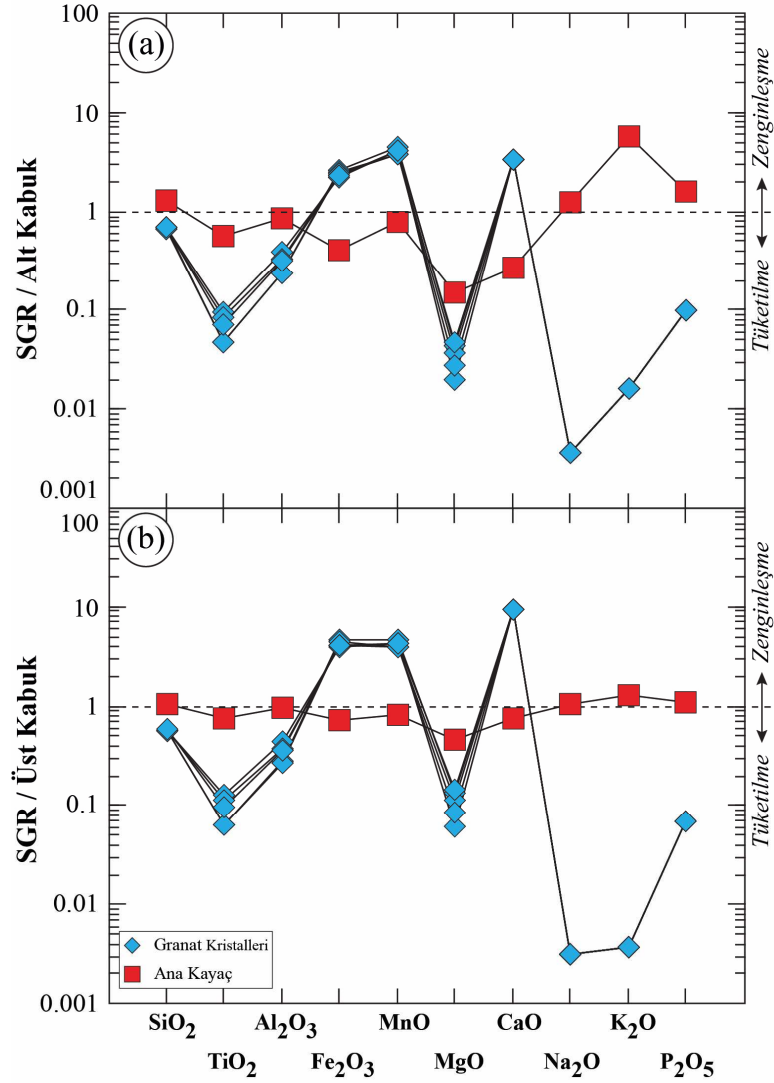 100
(a)
10
1
0.1
0.01
0.001
SGR / Alt Kabuk
Zenginleşme
Tüketilme
100
(b)
10
1
0.1
0.01
0.001
SGR / Üst Kabuk
Zenginleşme
Tüketilme
Granat Kristalleri
Ana Kayaç
SiO2 Al2O3 MnO CaO K2O
TiO2 Fe2O3 MgO Na2O P2O5